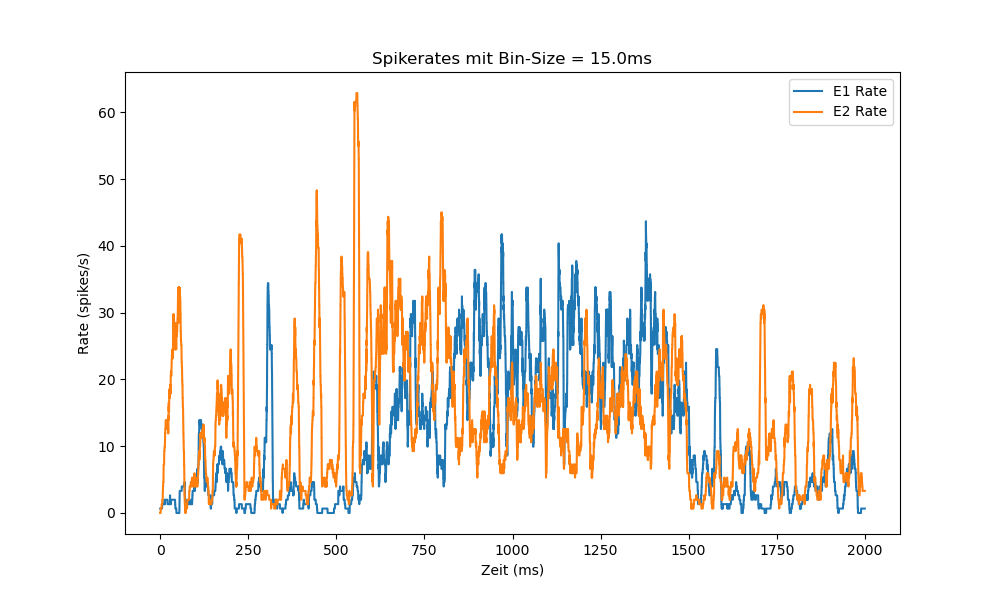 Spikerates mit Bin-Size = 15.0ms
E1 Rate
E2 Rate
Rate (spikes/s)
60
50
40
30
20
10
0
0 250 500 750 1000 1250 1500 1750 2000
Zeit (ms)